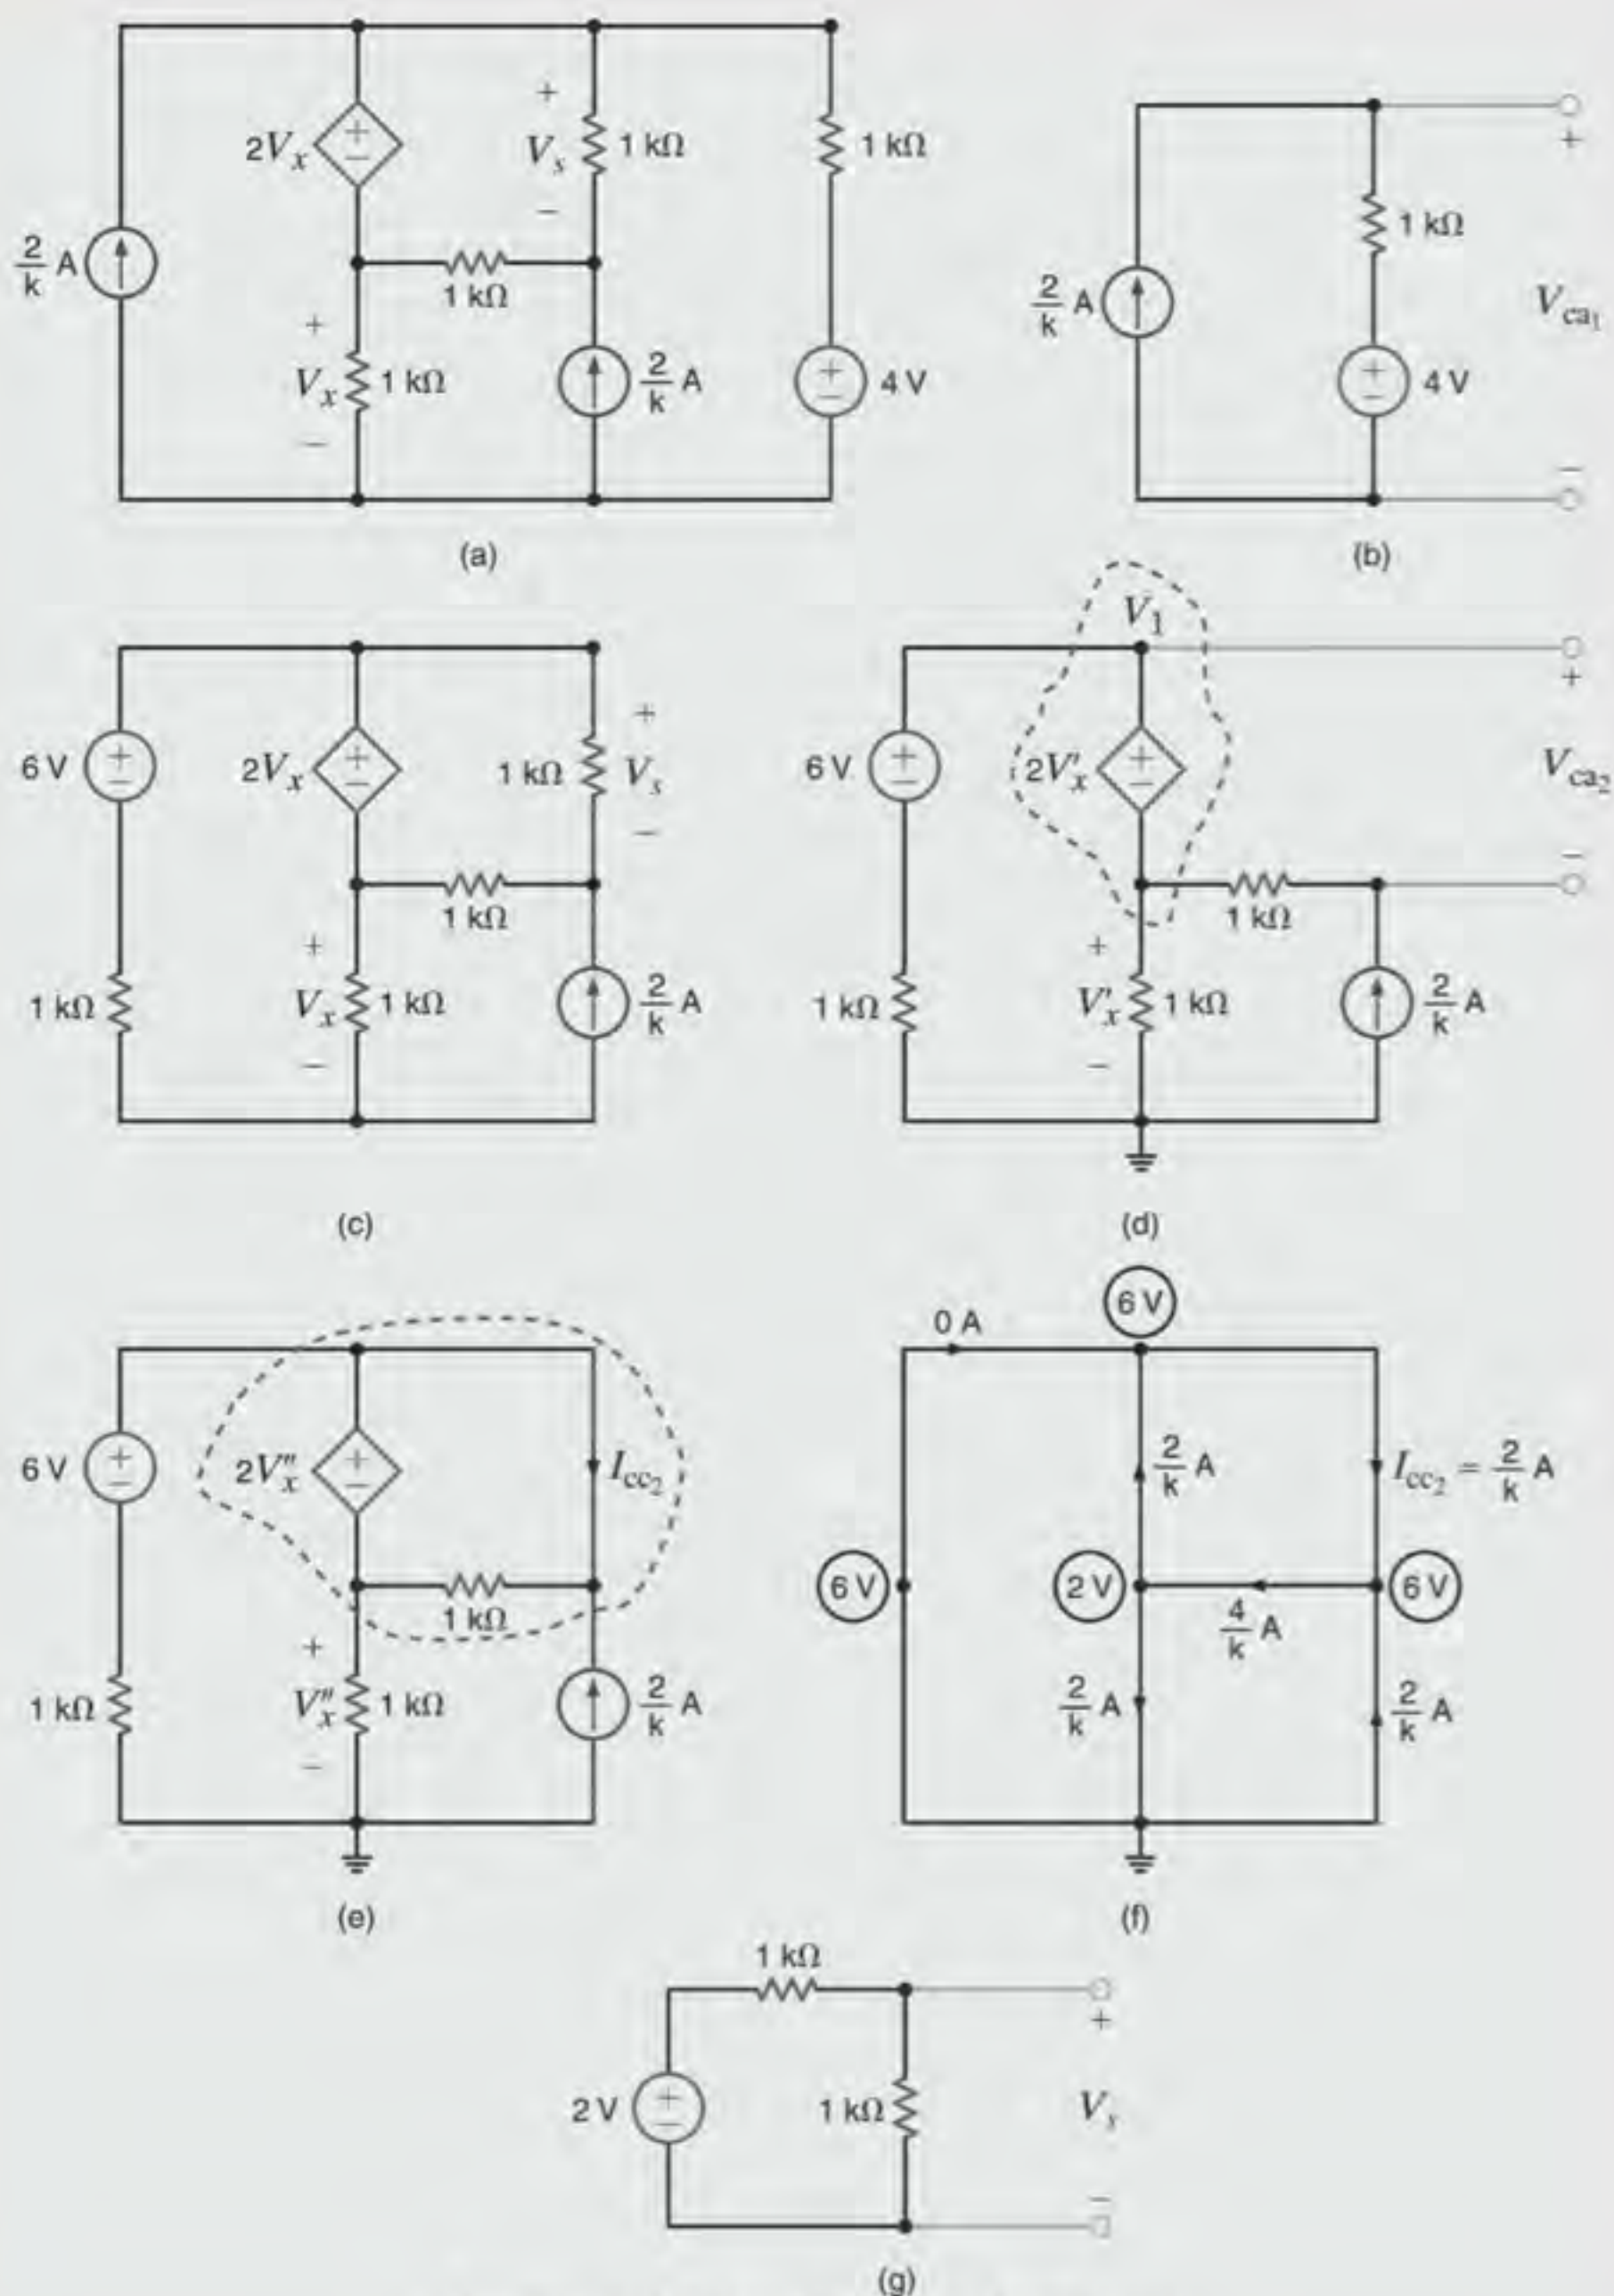 2Vx
+
−
+
Vs
−
1 kΩ
1 kΩ
2/k A
1 kΩ
+
Vx
−
1 kΩ
2/k A
+
−
4 V
(a)
2/k A
1 kΩ
+
−
4 V
+
Vca1
−
(b)
6 V
+
−
2Vx
+
−
1 kΩ
+
Vs
−
1 kΩ
1 kΩ
+
Vx
−
1 kΩ
2/k A
(c)
V1
6 V
+
−
2V'x
+
−
+
Vca2
−
1 kΩ
1 kΩ
+
V'x
−
1 kΩ
2/k A
(d)
6 V
+
−
2V''x
+
−
Icc2
1 kΩ
1 kΩ
+
V''x
−
1 kΩ
2/k A
(e)
6 V
0 A
2/k A
Icc2 = 2/k A
6 V
2 V
6 V
4/k A
2/k A
2/k A
(f)
1 kΩ
2 V
+
−
1 kΩ
+
Vs
−
(g)